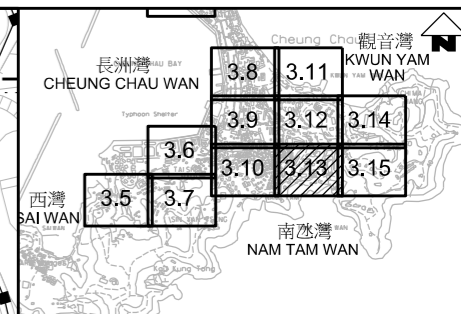 Cheung Chau
觀音灣
KWUN YAM
WAN
N
長洲灣
CHEUNG CHAU WAN
3.8
3.11
Typhoon Shelter
3.9
3.12
3.14
3.6
3.10
3.13
3.15
西灣
SAI WAN
SAIWAN
3.5
3.7
南氹灣
NAM TAM WAN